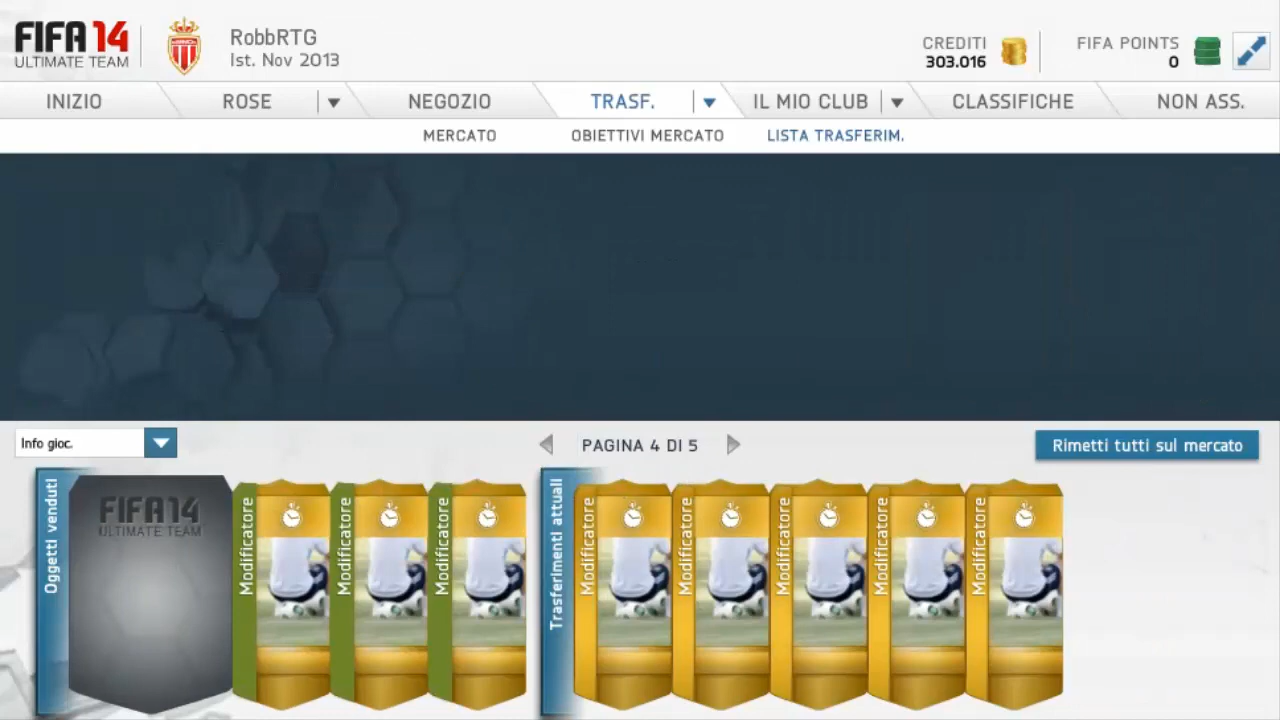 FIFA 14
ULTIMATE TEAM
RobbRTG
Ist. Nov 2013
CREDITI
303.016
FIFA POINTS
0
INIZIO
ROSE
NEGOZIO
TRASF.
IL MIO CLUB
CLASSIFICHE
NON ASS.
MERCATO
OBIETTIVI MERCATO
LISTA TRASFERIM.
Info gioc.
PAGINA 4 DI 5
Rimetti tutti sul mercato
Oggetti venduti
FIFA 14
ULTIMATE TEAM
Modificatore
Modificatore
Modificatore
Trasferimenti attuali
Modificatore
Modificatore
Modificatore
Modificatore
Modificatore